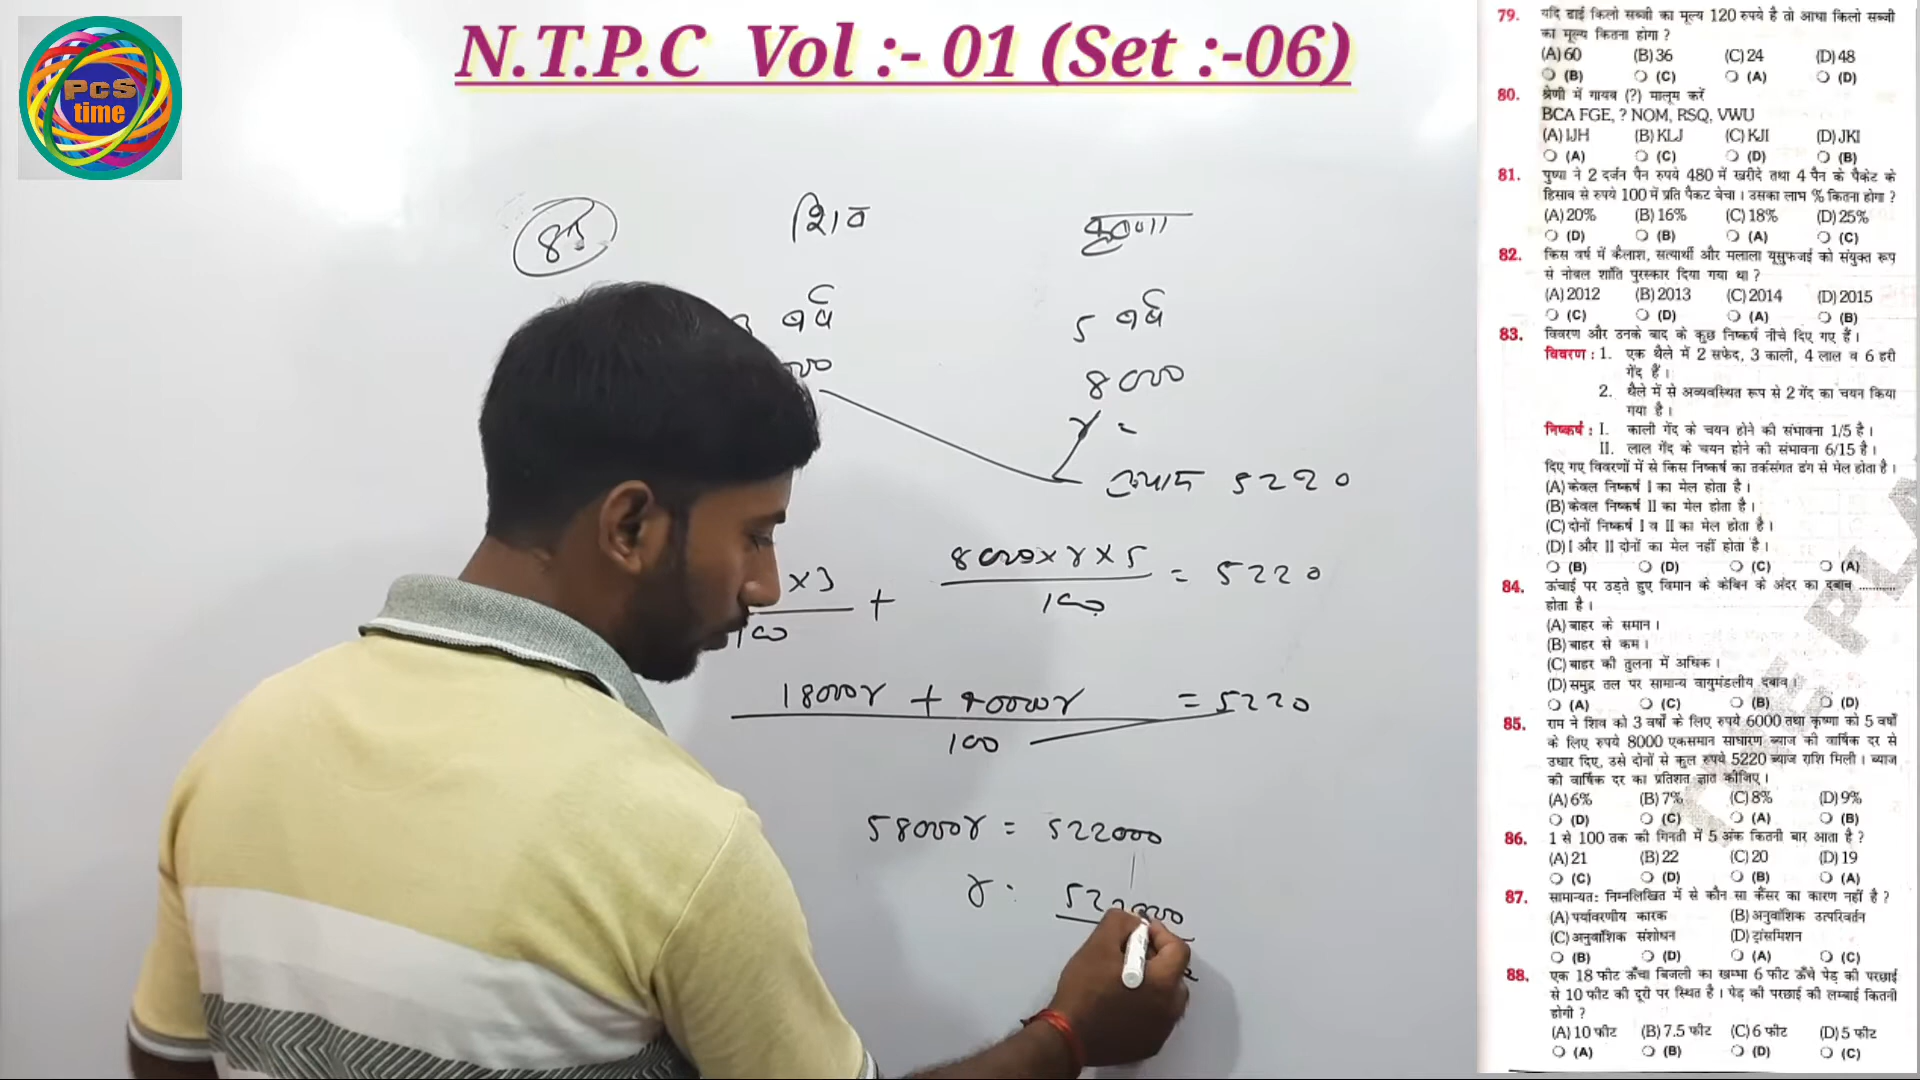 PCS
time
N.T.P.C Vol :- 01 (Set :-06)
85
शिव कृष्णा
वर्ष 5 वर्ष
8000
r =
ब्याज 5220
×3 + 8000×r×5 = 5220
100 100
18000r + 40000r = 5220
100
58000r = 522000
r : 522000
79. यदि ढाई किलो सब्जी का मूल्य 120 रुपये है तो आधा किलो सब्जी
का मूल्य कितना होगा ?
(A) 60 (B) 36 (C) 24 (D) 48
(B) (C) (A) (D)
80. श्रेणी में गायब (?) मालूम करें
BCA FGE, ? NOM, RSQ, VWU
(A) IJH (B) KLJ (C) KJI (D) JKI
(A) (C) (D) (B)
81. पुष्पा ने 2 दर्जन पैन रुपये 480 में खरीदे तथा 4 पैन के पैकेट के
हिसाब से रुपये 100 में प्रति पैकट बेचा । उसका लाभ % कितना होगा ?
(A) 20% (B) 16% (C) 18% (D) 25%
(D) (B) (A) (C)
82. किस वर्ष में कैलाश, सत्यार्थी और मलाला यूसुफजई को संयुक्त रूप
से नोबल शांति पुरस्कार दिया गया था ?
(A) 2012 (B) 2013 (C) 2014 (D) 2015
(C) (D) (A) (B)
83. विवरण और उनके बाद के कुछ निष्कर्ष नीचे दिए गए हैं ।
विवरण : 1. एक थैले में 2 सफेद, 3 काली, 4 लाल व 6 हरी
गेंद हैं ।
2. थैले में से अव्यवस्थित रूप से 2 गेंद का चयन किया
गया है ।
निष्कर्ष : I. काली गेंद के चयन होने की संभावना 1/5 है ।
II. लाल गेंद के चयन होने की संभावना 6/15 है ।
दिए गए विवरणों में से किस निष्कर्ष का तर्कसंगत ढंग से मेल होता है ।
(A) केवल निष्कर्ष I का मेल होता है ।
(B) केवल निष्कर्ष II का मेल होता है ।
(C) दोनों निष्कर्ष I व II का मेल होता है ।
(D) I और II दोनों का मेल नहीं होता है ।
(B) (D) (C) (A)
84. ऊंचाई पर उड़ते हुए विमान के केबिन के अंदर का दबाव ...........
होता है ।
(A) बाहर के समान ।
(B) बाहर से कम ।
(C) बाहर की तुलना में अधिक ।
(D) समुद्र तल पर सामान्य वायुमंडलीय दबाव ।
(A) (C) (B) (D)
85. राम ने शिव को 3 वर्षों के लिए रुपये 6000 तथा कृष्णा को 5 वर्षों
के लिए रुपये 8000 एकसमान साधारण ब्याज की वार्षिक दर से
उधार दिए, उसे दोनों से कुल रुपये 5220 ब्याज राशि मिली । ब्याज
की वार्षिक दर का प्रतिशत ज्ञात कीजिए ।
(A) 6% (B) 7% (C) 8% (D) 9%
(D) (C) (A) (B)
86. 1 से 100 तक की गिनती में 5 अंक कितनी बार आता है ?
(A) 21 (B) 22 (C) 20 (D) 19
(C) (D) (B) (A)
87. सामान्यत: निम्नलिखित में से कौन सा कैंसर का कारण नहीं है ?
(A) पर्यावरणीय कारक (B) अनुवांशिक उत्परिवर्तन
(C) अनुवांशिक संशोधन (D) ट्रांसमिशन
(B) (D) (A) (C)
88. एक 18 फीट ऊँचा बिजली का खम्भा 6 फीट ऊँचे पेड़ की परछाई
से 10 फीट की दूरी पर स्थित है । पेड़ की परछाई की लम्बाई कितनी
होगी ?
(A) 10 फीट (B) 7.5 फीट (C) 6 फीट (D) 5 फीट
(A) (B) (D) (C)